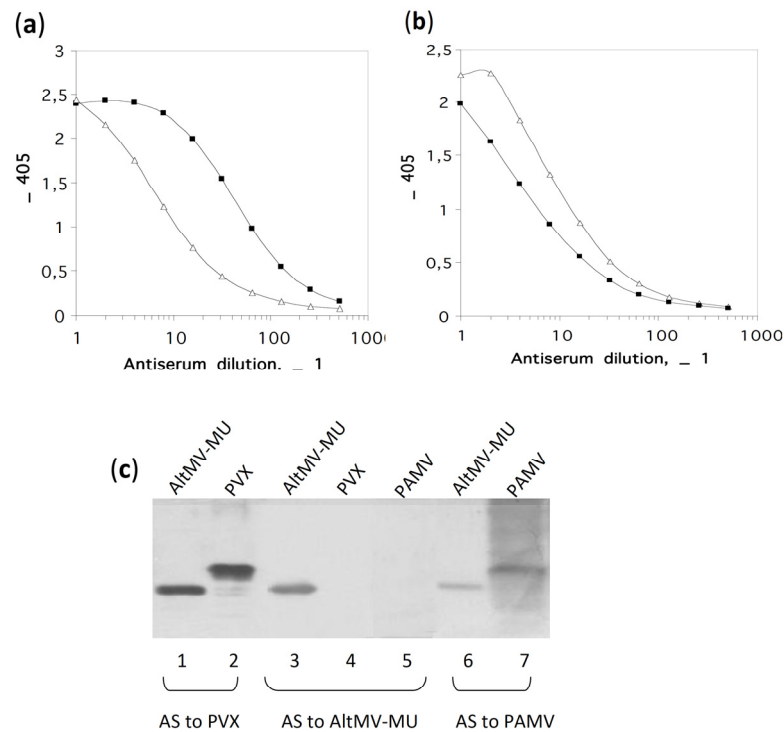 (a)
3
2,5
2
1,5
1
0,5
0
_ 405
1 10 100 1000
Antiserum dilution, _ 1
(b)
2,5
2
1,5
1
0,5
0
_ 405
1 10 100 1000
Antiserum dilution, _ 1
(c)
AltMV-MU PVX AltMV-MU PVX PAMV AltMV-MU PAMV
1 2 3 4 5 6 7
AS to PVX AS to AltMV-MU AS to PAMV